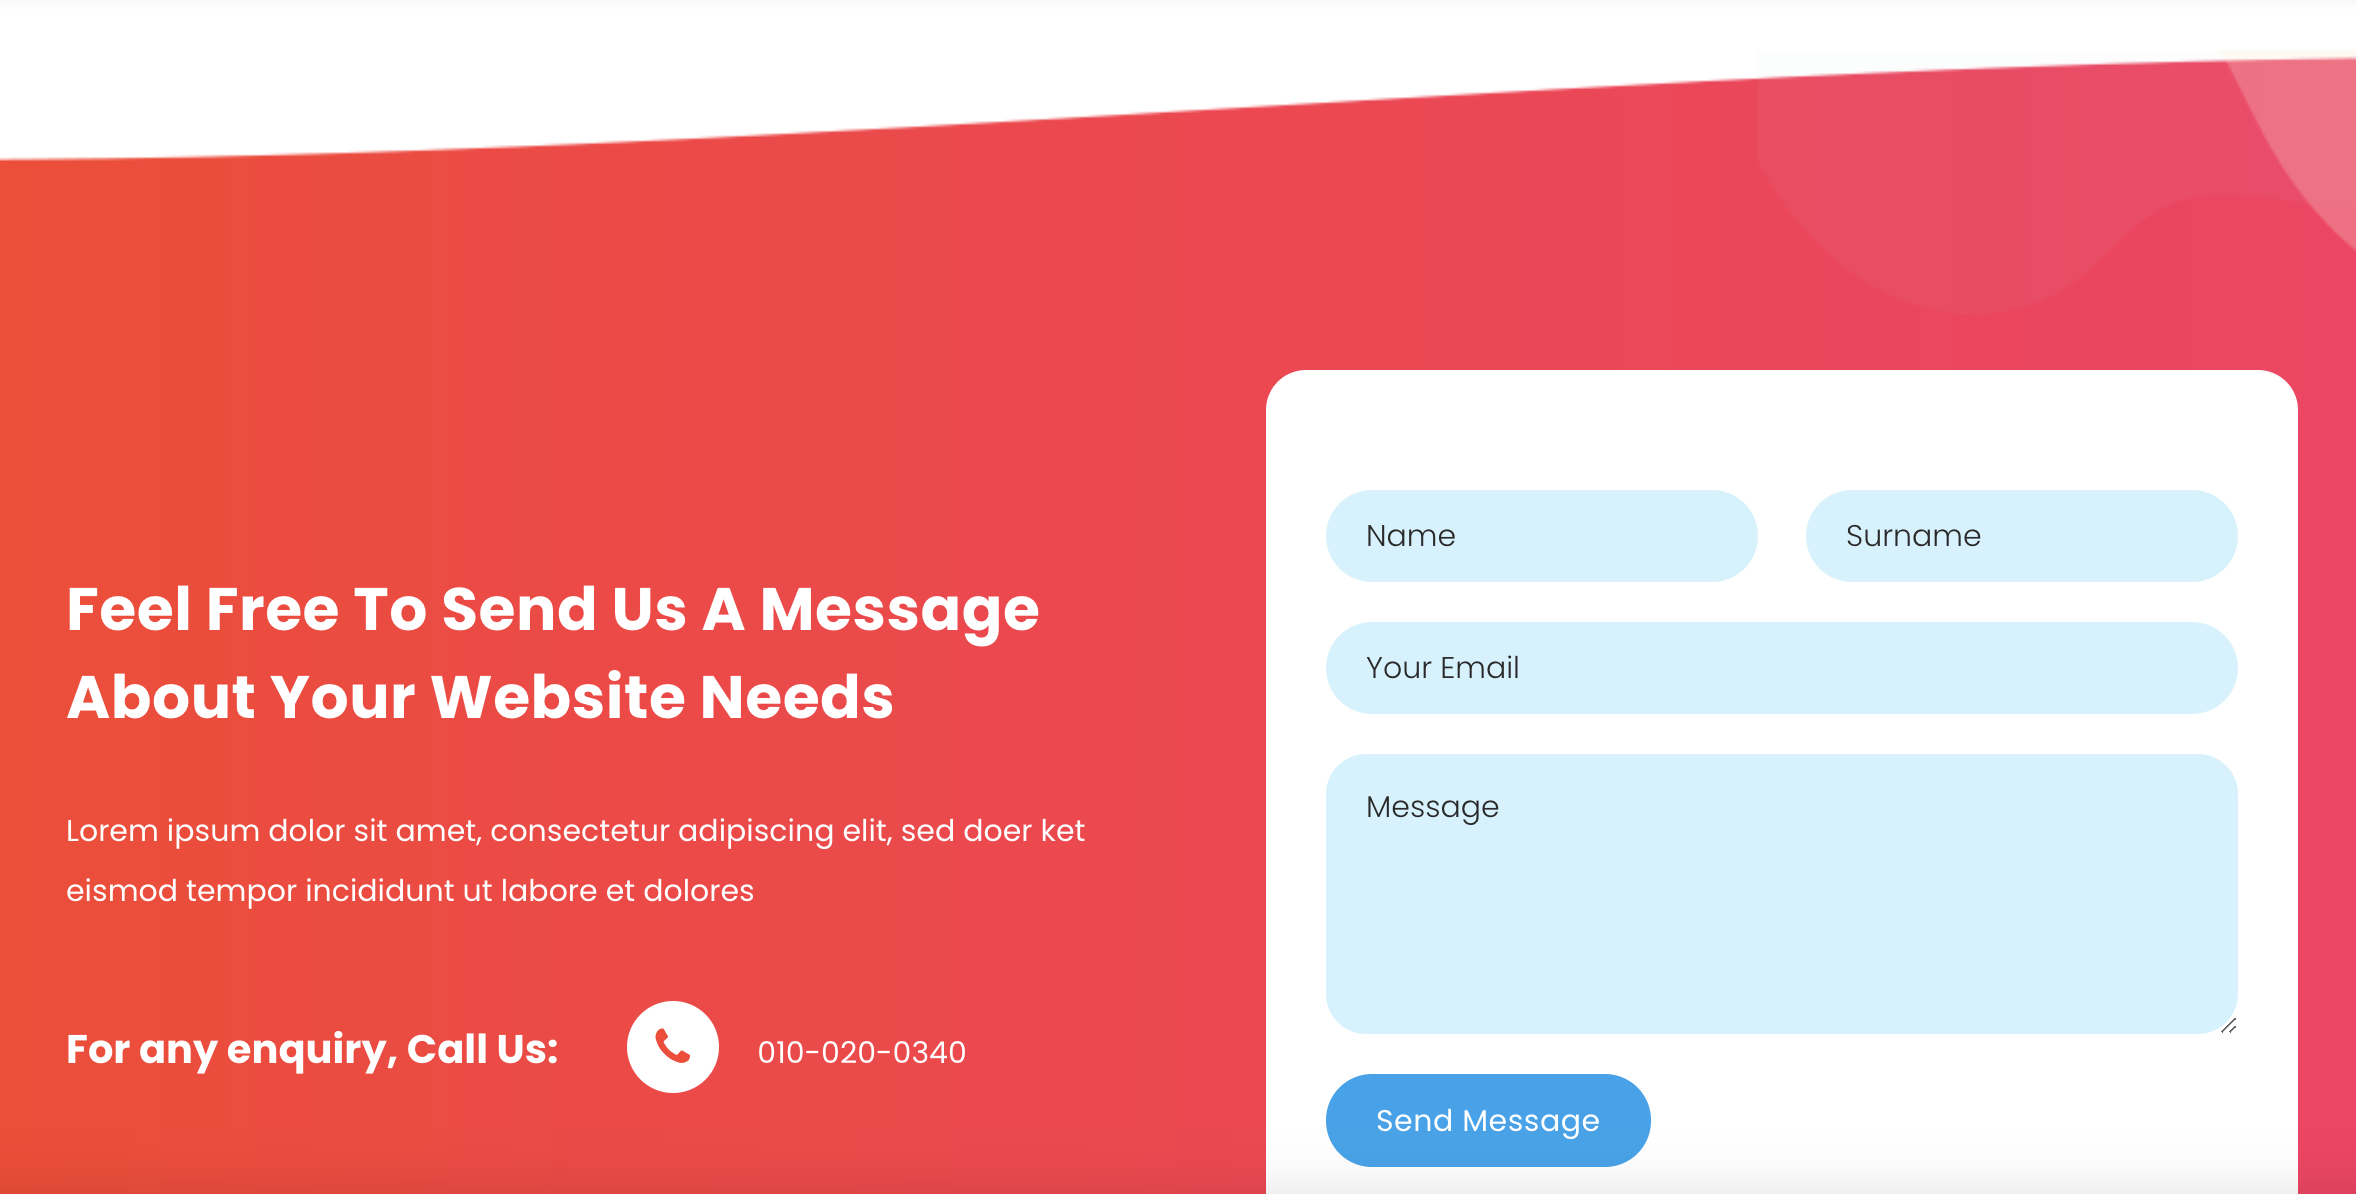 Feel Free To Send Us A Message
About Your Website Needs
Lorem ipsum dolor sit amet, consectetur adipiscing elit, sed doer ket
eismod tempor incididunt ut labore et dolores
For any enquiry, Call Us:
010-020-0340
Name
Surname
Your Email
Message
Send Message